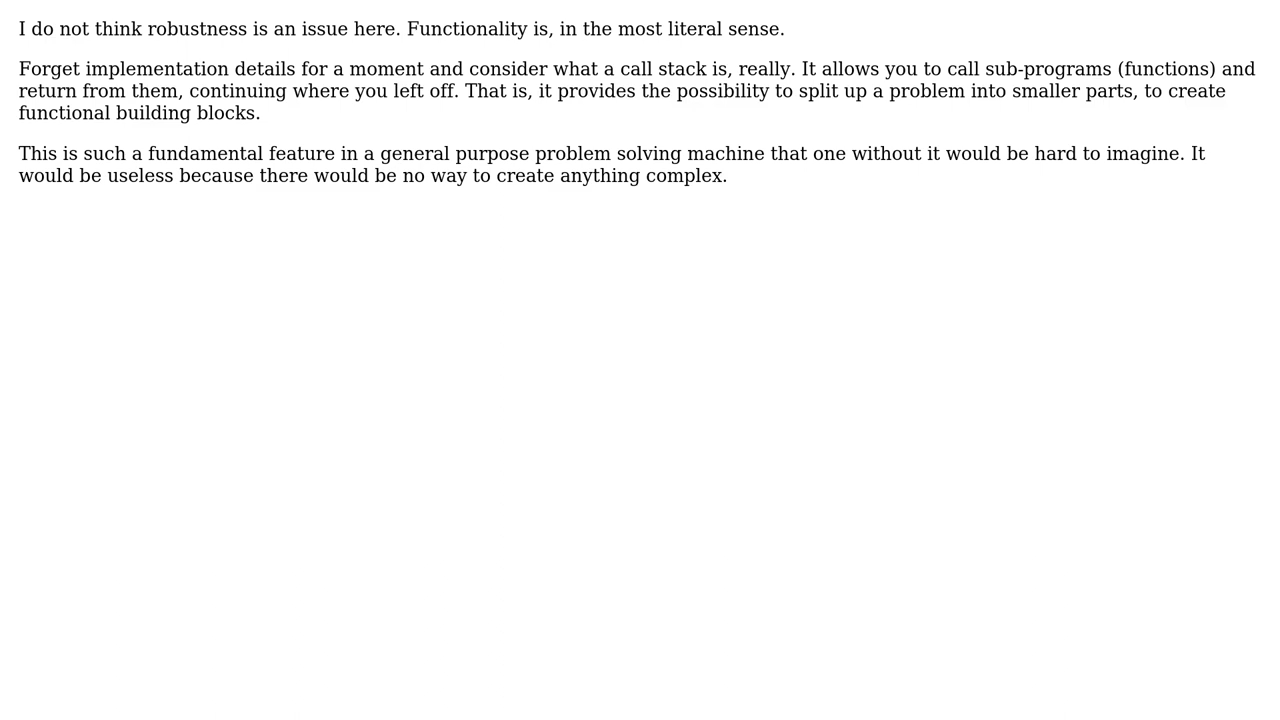 I do not think robustness is an issue here. Functionality is, in the most literal sense.
Forget implementation details for a moment and consider what a call stack is, really. It allows you to call sub-programs (functions) and
return from them, continuing where you left off. That is, it provides the possibility to split up a problem into smaller parts, to create
functional building blocks.
This is such a fundamental feature in a general purpose problem solving machine that one without it would be hard to imagine. It
would be useless because there would be no way to create anything complex.